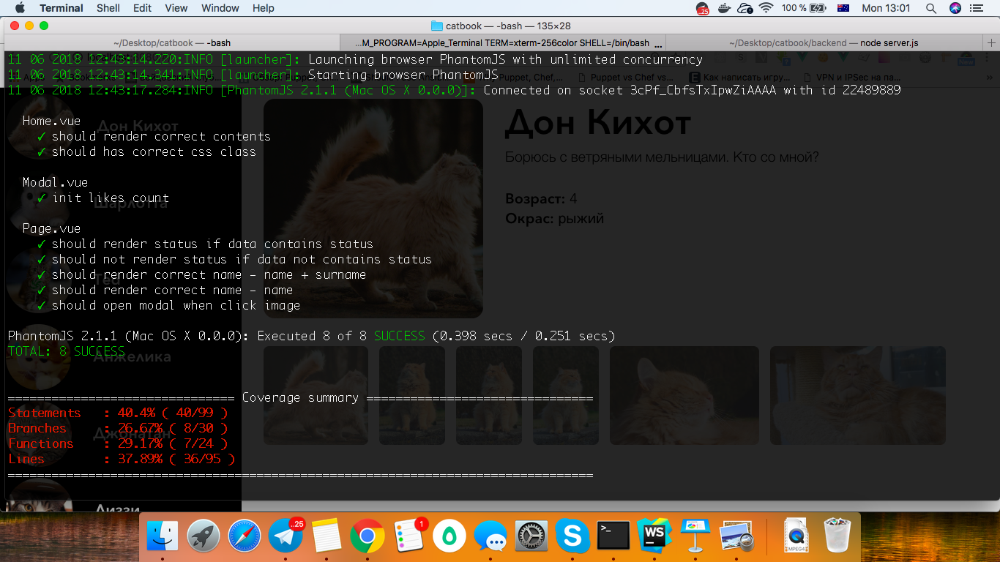 Terminal Shell Edit View Window Help 25 100 % Mon 13:01
catbook — -bash — 135×28
~/Desktop/catbook — -bash
...M_PROGRAM=Apple_Terminal TERM=xterm-256color SHELL=/bin/bash ...
~/Desktop/catbook/backend — node server.js
11 06 2018 12:43:14.220:INFO [launcher]: Launching browser PhantomJS with unlimited concurrency
11 06 2018 12:43:14.341:INFO [launcher]: Starting browser PhantomJS
Puppet, Chef,...
Puppet vs Chef vs...
Как написать игру...
VPN и IPSec на па...
11 06 2018 12:43:17.284:INFO [PhantomJS 2.1.1 (Mac OS X 0.0.0)]: Connected on socket 3cPf_CbfsTxIpwZiAAAA with id 22489889
Home.vue
✓ should render correct contents
✓ should has correct css class
Modal.vue
✓ init likes count
Page.vue
✓ should render status if data contains status
✓ should not render status if data not contains status
✓ should render correct name - name + surname
✓ should render correct name - name
✓ should open modal when click image
PhantomJS 2.1.1 (Mac OS X 0.0.0): Executed 8 of 8 SUCCESS (0.398 secs / 0.251 secs)
TOTAL: 8 SUCCESS
=============================== Coverage summary ===============================
Statements : 40.4% ( 40/99 )
Branches : 26.67% ( 8/30 )
Functions : 29.17% ( 7/24 )
Lines : 37.89% ( 36/95 )
================================================================================
Дон Кихот
Шарлотта
Ted
Анжелика
Джонатан
Лиззи
Дон Кихот
Борюсь с ветряными мельницами. Кто со мной?
Возраст: 4
Окрас: рыжий
..25
1
>_
WS
MPEG4